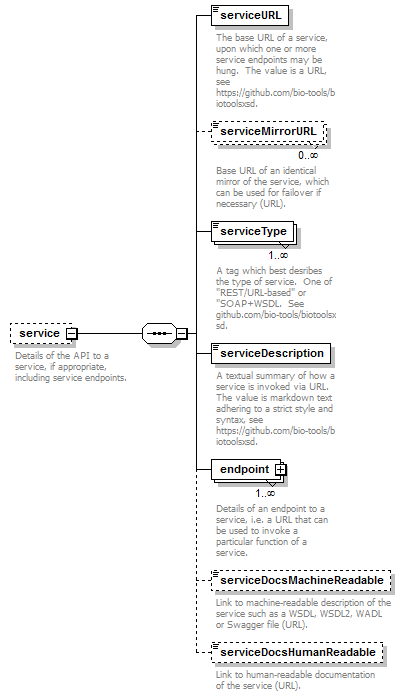 serviceURL
The base URL of a service,
upon which one or more
service endpoints may be
hung.  The value is a URL,
see
https://github.com/bio-tools/b
iotoolsxsd.
serviceMirrorURL
0..∞
Base URL of an identical
mirror of the service, which
can be used for failover if
necessary (URL).
serviceType
1..∞
A tag which best desribes
the type of service.  One of
"REST/URL-based" or
"SOAP+WSDL.  See
github.com/bio-tools/biotoolsx
sd.
service
Details of the API to a
service, if appropriate,
including service endpoints.
serviceDescription
A textual summary of how a
service is invoked via URL.
The value is markdown text
adhering to a strict style and
syntax, see
https://github.com/bio-tools/b
iotoolsxsd.
endpoint
1..∞
Details of an endpoint to a
service, i.e. a URL that can
be used to invoke a
particular function of a
service.
serviceDocsMachineReadable
Link to machine-readable description of the
service such as a WSDL, WSDL2, WADL
or Swagger file (URL).
serviceDocsHumanReadable
Link to human-readable documentation
of the service (URL).